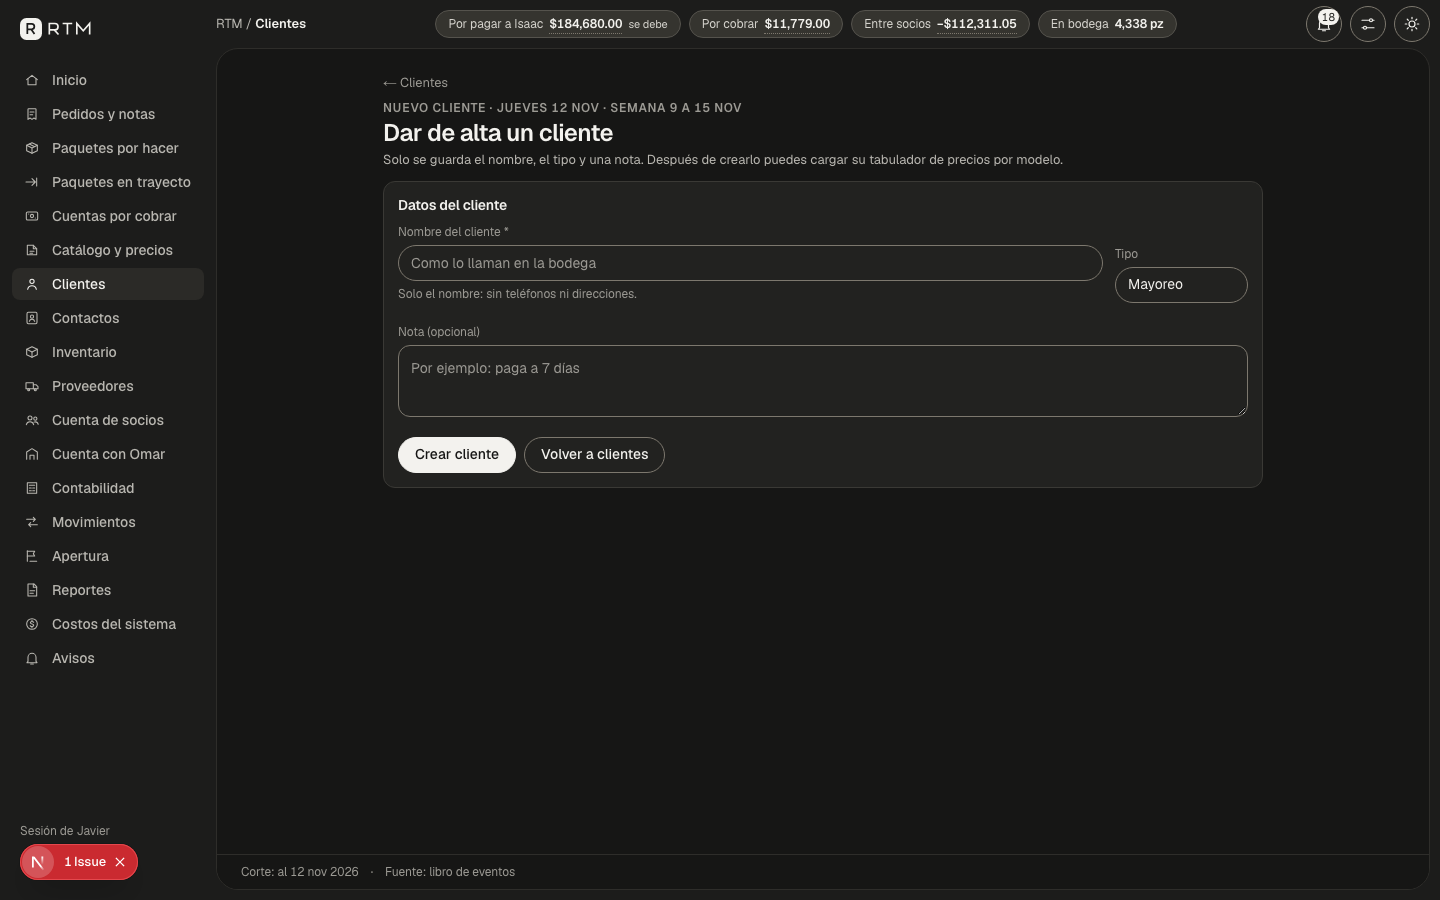 R RTM
RTM / Clientes
Por pagar a Isaac $184,680.00 se debe
Por cobrar $11,779.00
Entre socios −$112,311.05
En bodega 4,338 pz
18
Inicio
Pedidos y notas
Paquetes por hacer
Paquetes en trayecto
Cuentas por cobrar
Catálogo y precios
Clientes
Contactos
Inventario
Proveedores
Cuenta de socios
Cuenta con Omar
Contabilidad
Movimientos
Apertura
Reportes
Costos del sistema
Avisos
Sesión de Javier
N 1 Issue
← Clientes
NUEVO CLIENTE · JUEVES 12 NOV · SEMANA 9 A 15 NOV
Dar de alta un cliente
Solo se guarda el nombre, el tipo y una nota. Después de crearlo puedes cargar su tabulador de precios por modelo.
Datos del cliente
Nombre del cliente *
Como lo llaman en la bodega
Solo el nombre: sin teléfonos ni direcciones.
Tipo
Mayoreo
Nota (opcional)
Por ejemplo: paga a 7 días
Crear cliente
Volver a clientes
Corte: al 12 nov 2026 · Fuente: libro de eventos